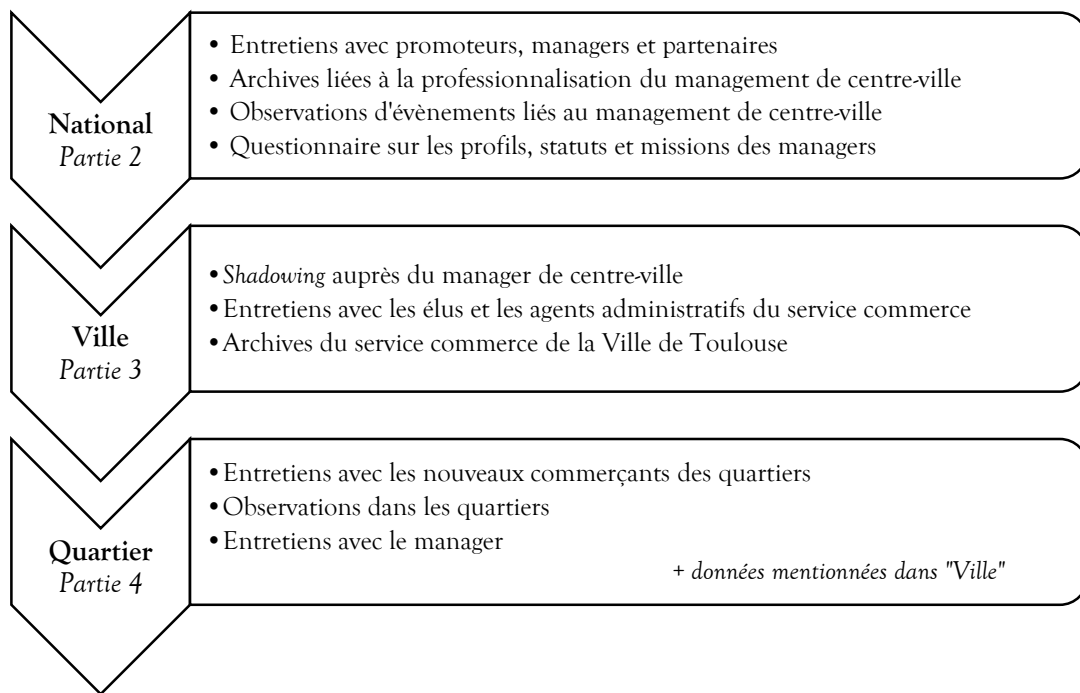 National
Partie 2
• Entretiens avec promoteurs, managers et partenaires
• Archives liées à la professionnalisation du management de centre-ville
• Observations d'évènements liés au management de centre-ville
• Questionnaire sur les profils, statuts et missions des managers
Ville
Partie 3
•Shadowing auprès du manager de centre-ville
•Entretiens avec les élus et les agents administratifs du service commerce
•Archives du service commerce de la Ville de Toulouse
Quartier
Partie 4
•Entretiens avec les nouveaux commerçants des quartiers
•Observations dans les quartiers
•Entretiens avec le manager
+ données mentionnées dans "Ville"